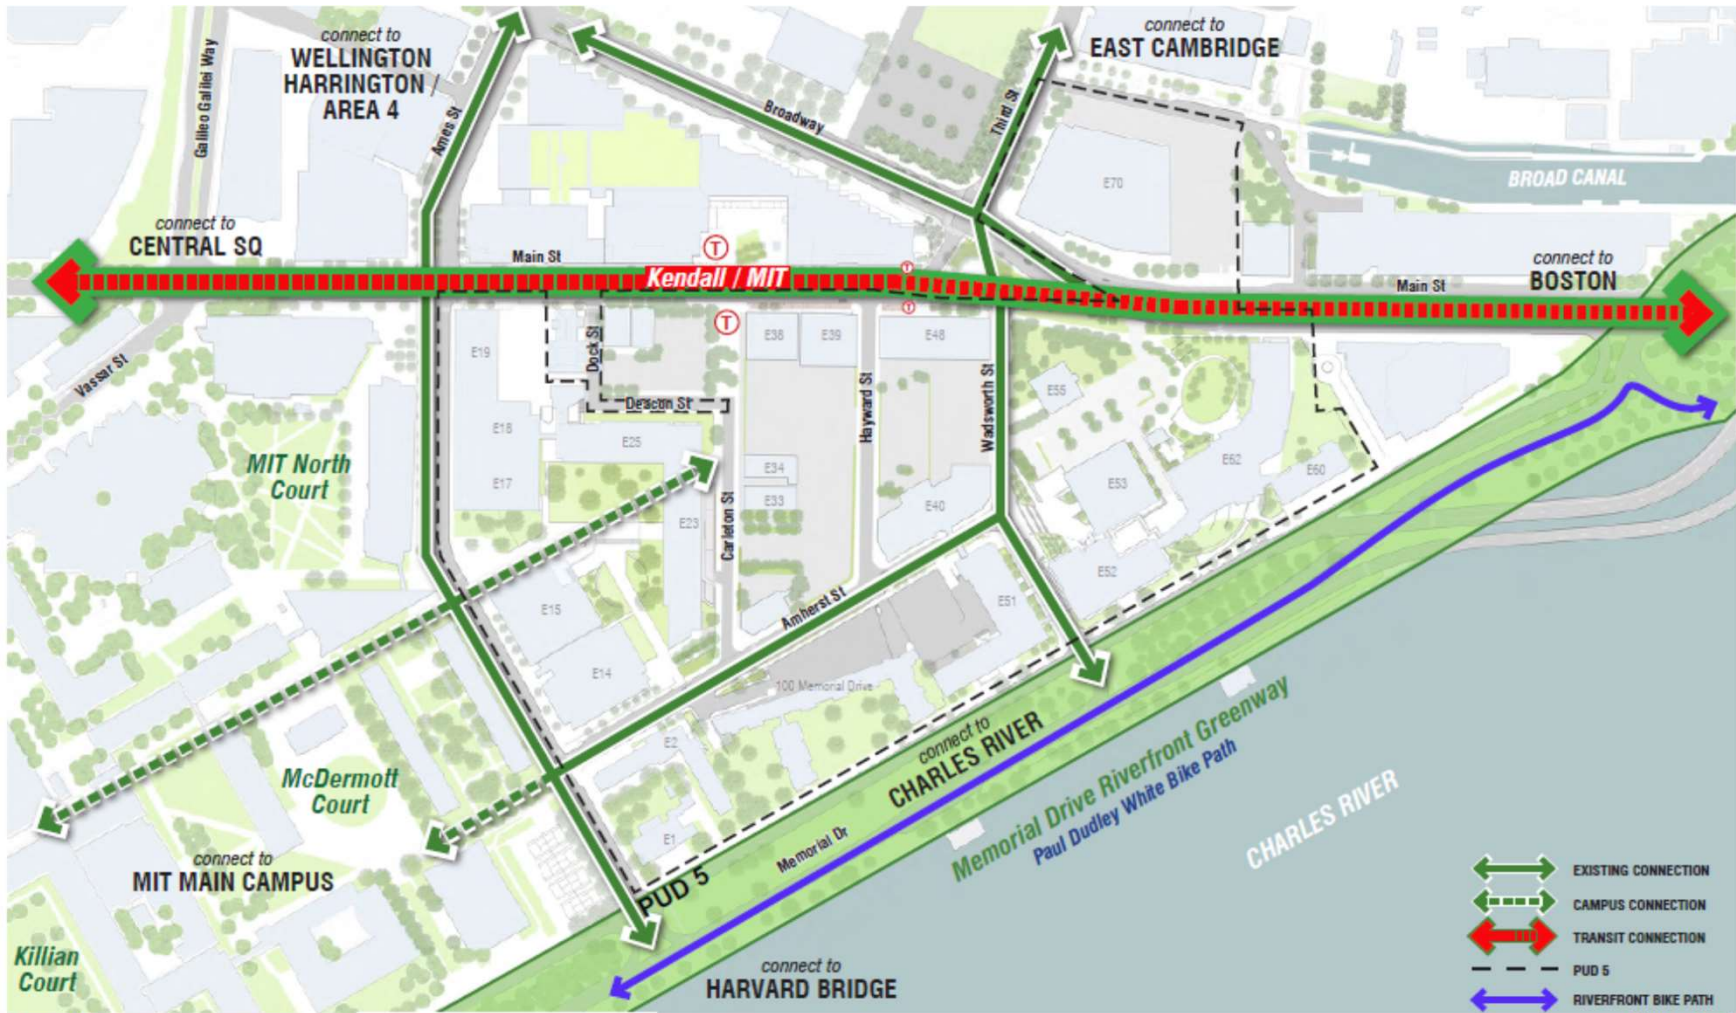 connect to
WELLINGTON
HARRINGTON /
AREA 4
connect to
EAST CAMBRIDGE
Galileo Galilei Way
Ames St
Broadway
Third St
E70
BROAD CANAL
connect to
CENTRAL SQ
Main St
T
Kendall / MIT
T
connect to
BOSTON
Main St
T
T
Vassar St
E19
Dock St
E38
E39
E48
Hayward St
Wadsworth St
E55
Deacon St
E18
E25
MIT North
Court
E17
E34
E33
E23
Carleton St
E40
E53
E62
E60
E52
E15
Amherst St
E51
E14
100 Memorial Drive
E2
McDermott
Court
connect to
CHARLES RIVER
Memorial Drive Riverfront Greenway
Paul Dudley White Bike Path
CHARLES RIVER
E1
Memorial Dr
connect to
MIT MAIN CAMPUS
PUD 5
Killian
Court
connect to
HARVARD BRIDGE
EXISTING CONNECTION
CAMPUS CONNECTION
TRANSIT CONNECTION
PUD 5
RIVERFRONT BIKE PATH